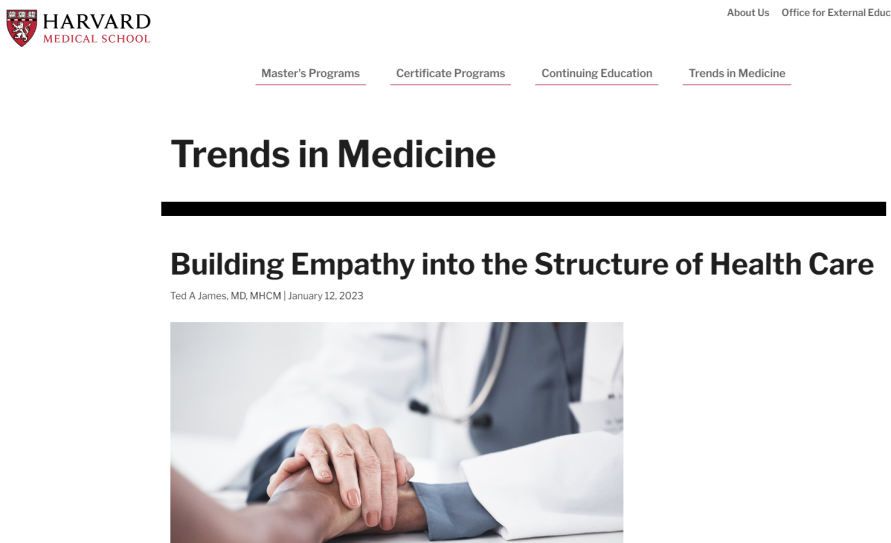 HARVARD
MEDICAL SCHOOL
About Us Office for External Educ
Master's Programs Certificate Programs Continuing Education Trends in Medicine
Trends in Medicine
Building Empathy into the Structure of Health Care
Ted A James, MD, MHCM | January 12, 2023